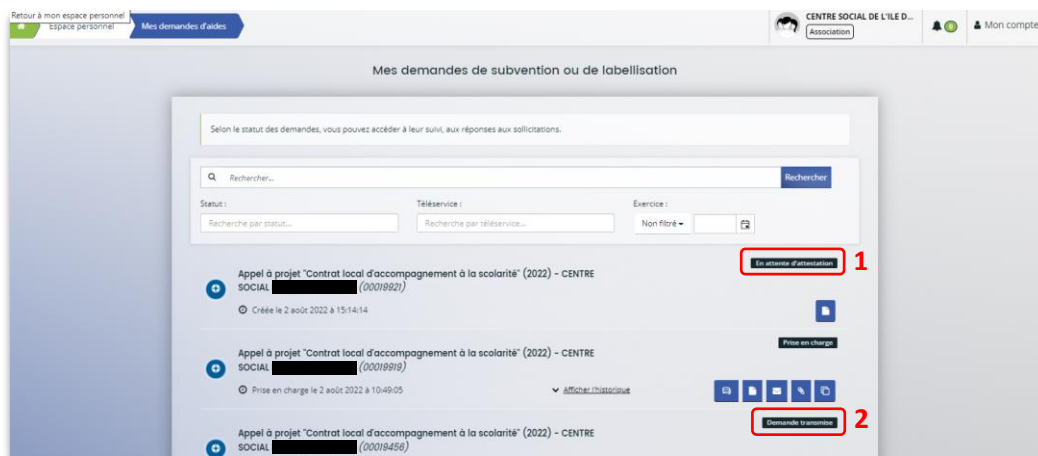 Retour à mon espace personnel
Espace personnel
Mes demandes d'aides
CENTRE SOCIAL DE L'ILE D...
Association
0
Mon compte
Mes demandes de subvention ou de labellisation
Selon le statut des demandes, vous pouvez accéder à leur suivi, aux réponses aux sollicitations.
Rechercher...
Rechercher
Statut :
Téléservice :
Exercice :
Recherche par statut...
Recherche par téléservice...
Non filtré
En attente d'attestation
1
Appel à projet "Contrat local d'accompagnement à la scolarité" (2022) - CENTRE
SOCIAL (00019921)
Créée le 2 août 2022 à 15:14:14
Prise en charge
Appel à projet "Contrat local d'accompagnement à la scolarité" (2022) - CENTRE
SOCIAL (00019919)
Prise en charge le 2 août 2022 à 10:49:05
Afficher l'historique
Demande transmise
2
Appel à projet "Contrat local d'accompagnement à la scolarité" (2022) - CENTRE
SOCIAL (00019456)